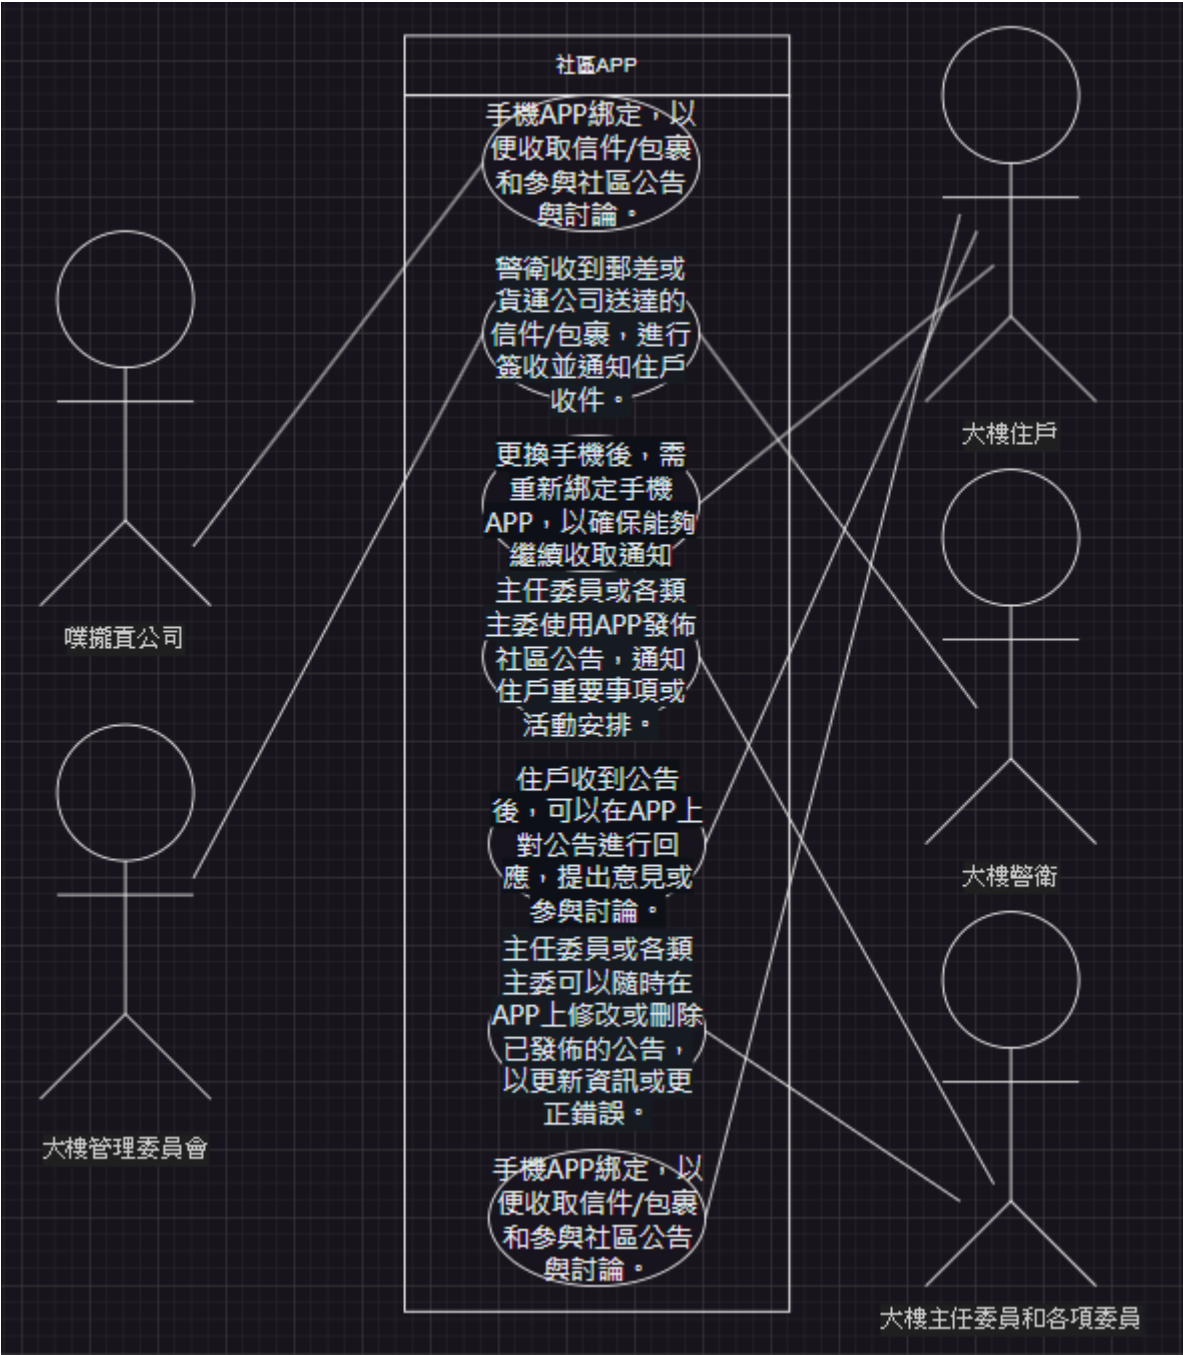 社區APP
手機APP綁定，以
便收取信件/包裹
和參與社區公告
與討論。
警衛收到郵差或
貨運公司送達的
信件/包裹，進行
簽收並通知住戶
收件。
更換手機後，需
重新綁定手機
APP，以確保能夠
繼續收取通知
主任委員或各類
主委使用APP發佈
社區公告，通知
住戶重要事項或
活動安排。
住戶收到公告
後，可以在APP上
對公告進行回
應，提出意見或
參與討論。
主任委員或各類
主委可以隨時在
APP上修改或刪除
已發佈的公告，
以更新資訊或更
正錯誤。
手機APP綁定，以
便收取信件/包裹
和參與社區公告
與討論。
噗攏貢公司
大樓管理委員會
大樓住戶
大樓警衛
大樓主任委員和各項委員